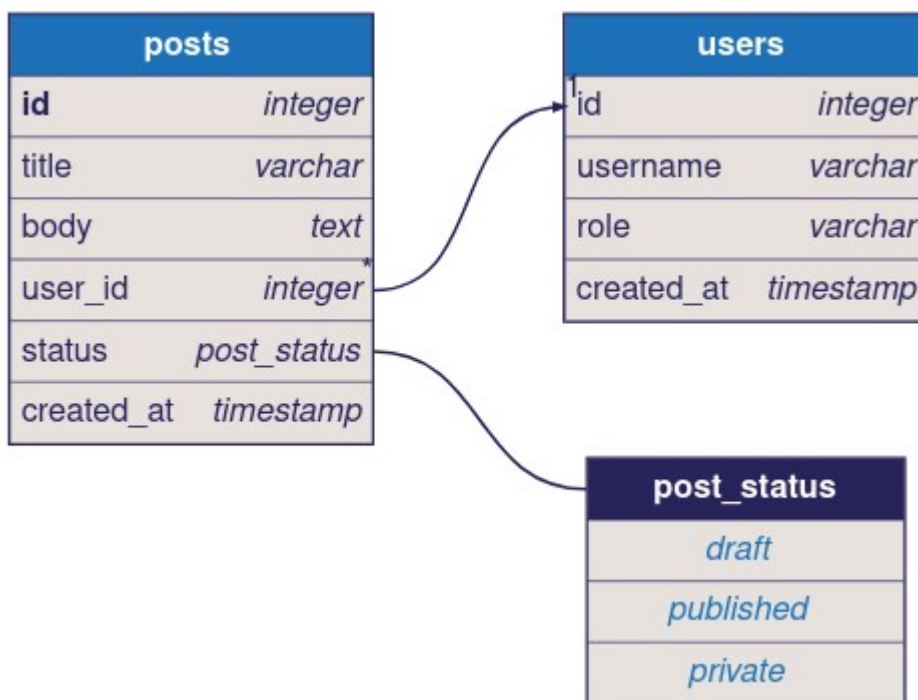 posts
id integer
title varchar
body text
*
user_id integer
status post_status
created_at timestamp
users
1
id integer
username varchar
role varchar
created_at timestamp
post_status
draft
published
private